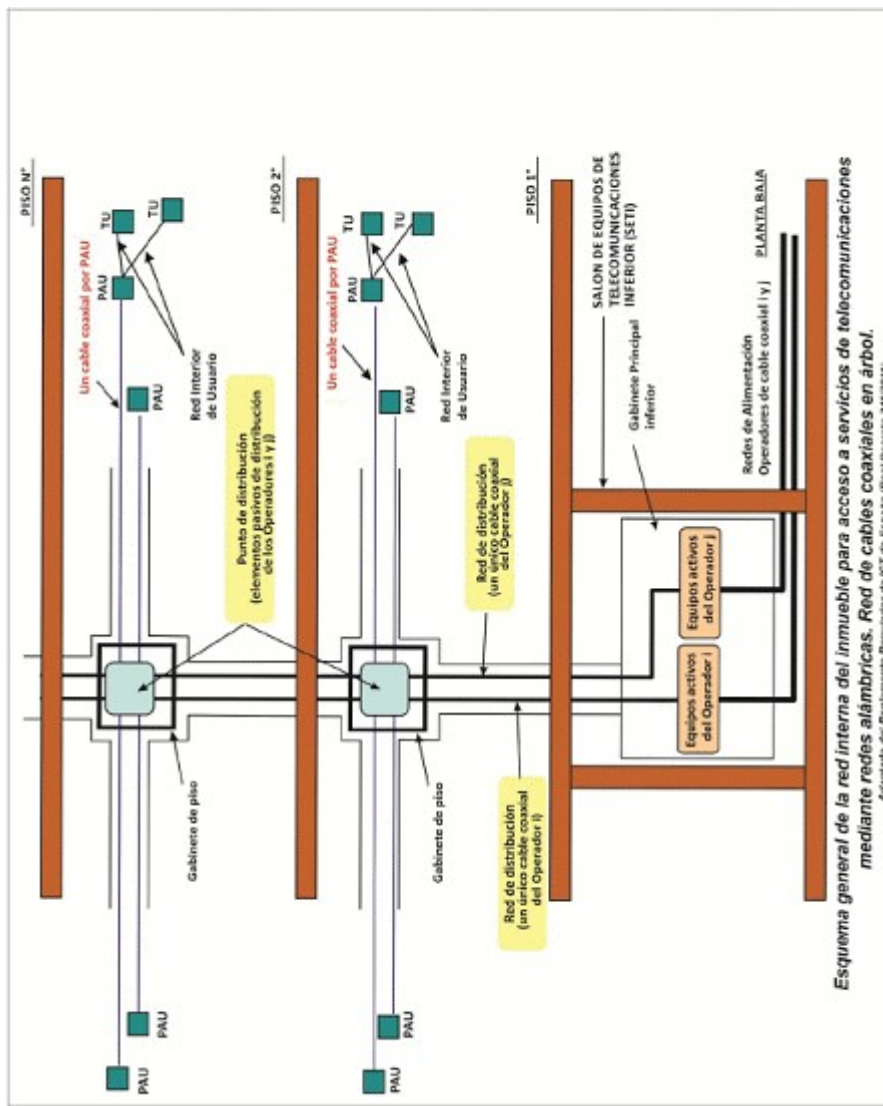 PISO N°
Un cable coaxial por PAU
PAU
PAU
PAU
PAU
TU
TU
Red Interior
de Usuario
Punto de distribución
(elementos pasivos de distribución
de los Operadores i y j)
Gabinete de piso
PISO 2°
Un cable coaxial por PAU
PAU
PAU
PAU
PAU
TU
TU
Red Interior
de Usuario
Gabinete de piso
Red de distribución
(un único cable coaxial
del Operador i)
Red de distribución
(un único cable coaxial
del Operador j)
PISO 1°
SALON DE EQUIPOS DE
TELECOMUNICACIONES
INFERIOR (SETI)
Gabinete Principal
inferior
Equipos activos
del Operador i
Equipos activos
del Operador j
Redes de Alimentación
Operadores de cable coaxial i y j
PLANTA BAJA
Esquema general de la red interna del inmueble para acceso a servicios de telecomunicaciones
mediante redes alámbricas. Red de cables coaxiales en árbol.